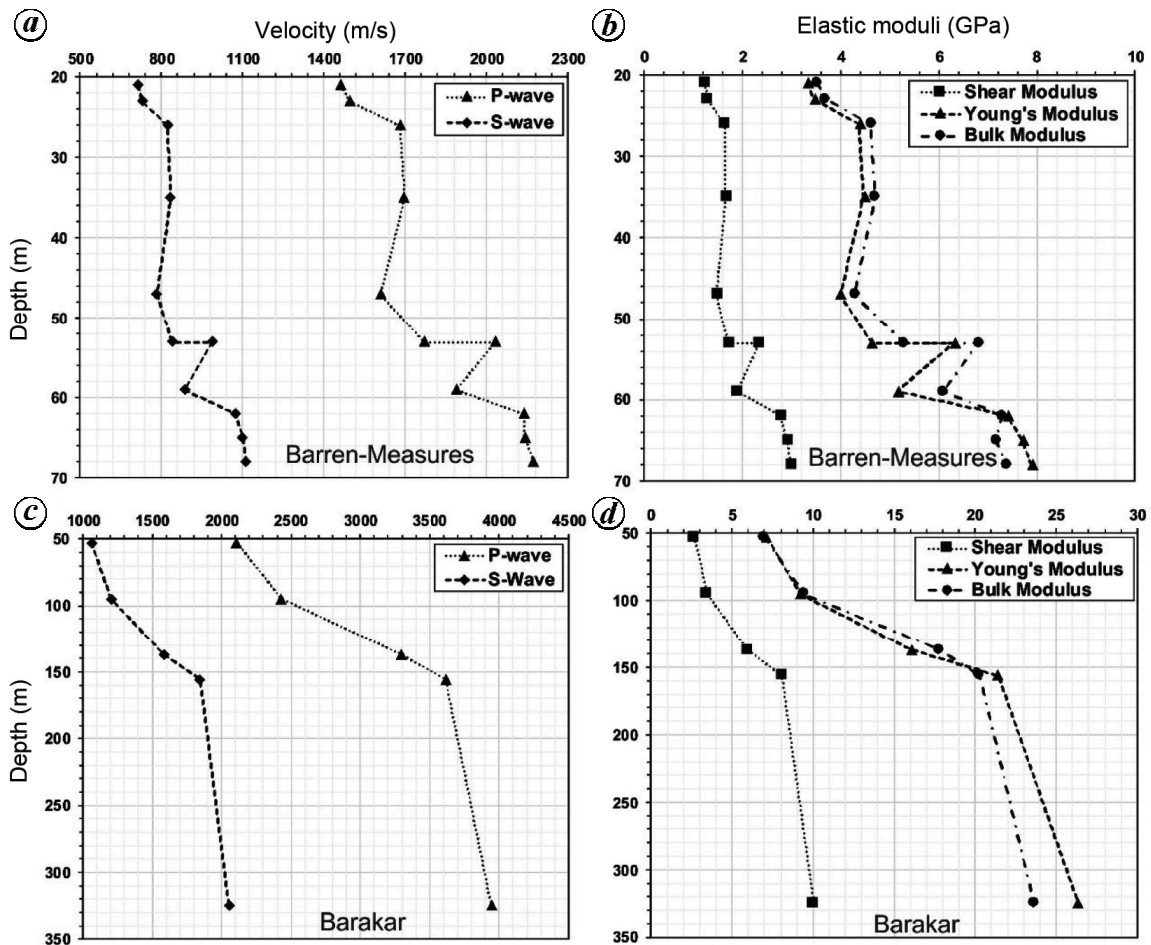 a
Velocity (m/s)
500 800 1100 1400 1700 2000 2300
20
30
40
50
60
70
Depth (m)
P-wave
S-wave
Barren-Measures
b
Elastic moduli (GPa)
0 2 4 6 8 10
20
30
40
50
60
70
Shear Modulus
Young's Modulus
Bulk Modulus
Barren-Measures
c
1000 1500 2000 2500 3000 3500 4000 4500
50
100
150
200
250
300
350
Depth (m)
P-wave
S-Wave
Barakar
d
0 5 10 15 20 25 30
50
100
150
200
250
300
350
Shear Modulus
Young's Modulus
Bulk Modulus
Barakar